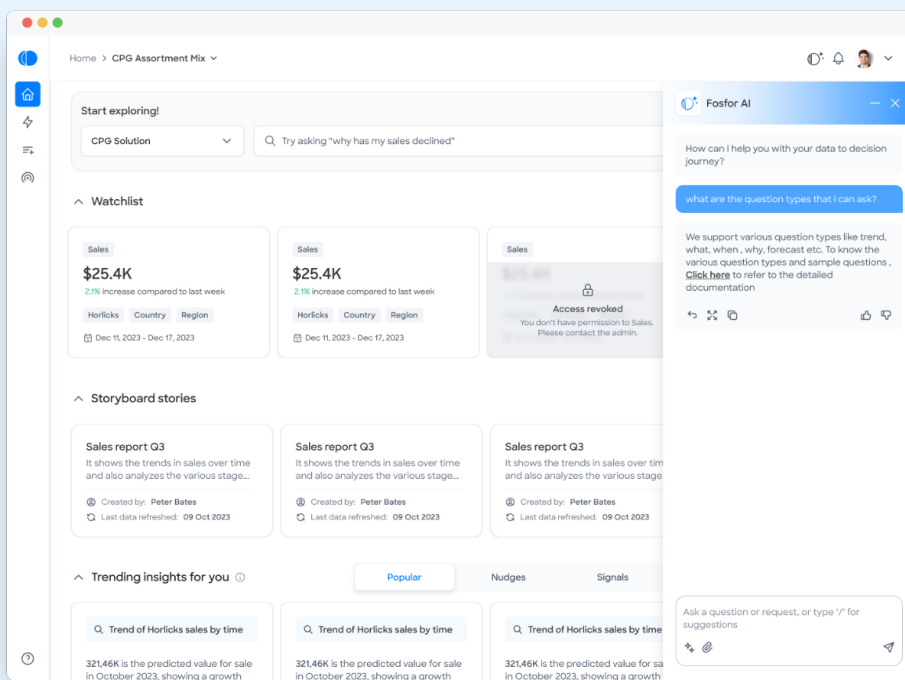 Home > CPG Assortment Mix
Start exploring!
CPG Solution
Try asking "why has my sales declined"
Watchlist
Sales
$25.4K
2.1% increase compared to last week
Horlicks Country Region
Dec 11, 2023 - Dec 17, 2023
Sales
$25.4K
2.1% increase compared to last week
Horlicks Country Region
Dec 11, 2023 - Dec 17, 2023
Sales
$25.4K
Access revoked
You don't have permission to Sales.
Please contact the admin.
Storyboard stories
Sales report Q3
It shows the trends in sales over time
and also analyzes the various stage...
Created by: Peter Bates
Last data refreshed: 09 Oct 2023
Sales report Q3
It shows the trends in sales over time
and also analyzes the various stage...
Created by: Peter Bates
Last data refreshed: 09 Oct 2023
Sales report Q3
It shows the trends in sales over tim
and also analyzes the various stage
Created by: Peter Bates
Last data refreshed: 09 Oct 2023
Trending insights for you
Popular Nudges Signals
Trend of Horlicks sales by time
321,46K is the predicted value for sale
in October 2023, showing a growth
Trend of Horlicks sales by time
321,46K is the predicted value for sale
in October 2023, showing a growth
Trend of Horlicks sales by time
321,46K is the predicted value for sa
in October 2023, showing a growth
Fosfor AI
How can I help you with your data to decision
journey?
what are the question types that i can ask?
We support various question types like trend,
what, when , why, forecast etc. To know the
various question types and sample questions ,
Click here to refer to the detailed
documentation
Ask a question or request, or type '/' for
suggestions